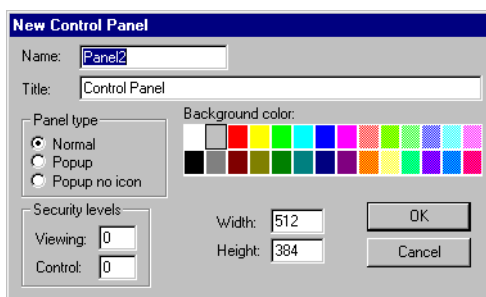 New Control Panel
Name: Panel2
Title: Control Panel
Panel type
Normal
Popup
Popup no icon
Background color:
Security levels
Viewing: 0
Control: 0
Width: 512
Height: 384
OK
Cancel